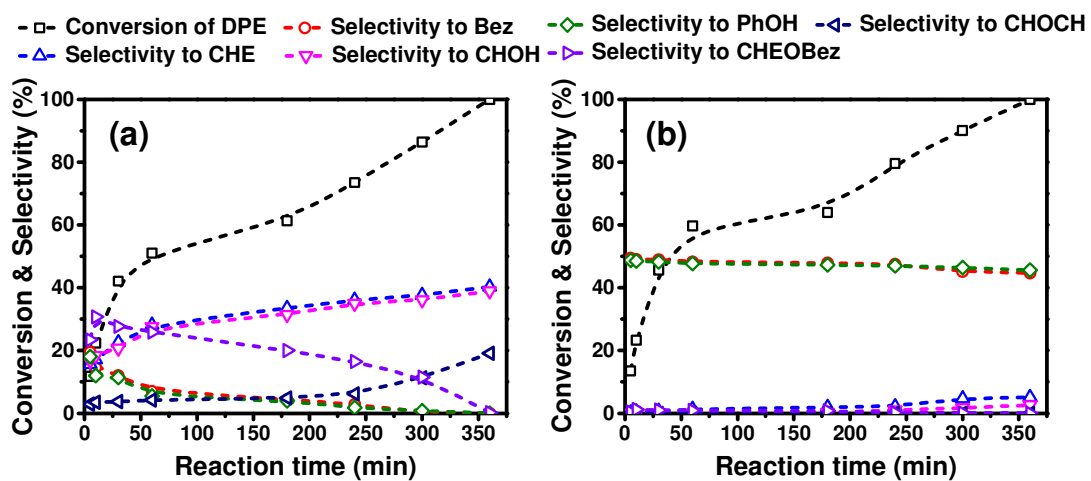 Conversion of DPE Selectivity to Bez Selectivity to PhOH Selectivity to CHOCH
Selectivity to CHE Selectivity to CHOH Selectivity to CHEOBez
Conversion & Selectivity (%)
100
80
60
40
20
0
(a)
0 50 100 150 200 250 300 350
Reaction time (min)
Conversion & Selectivity (%)
100
80
60
40
20
0
(b)
0 50 100 150 200 250 300 350
Reaction time (min)